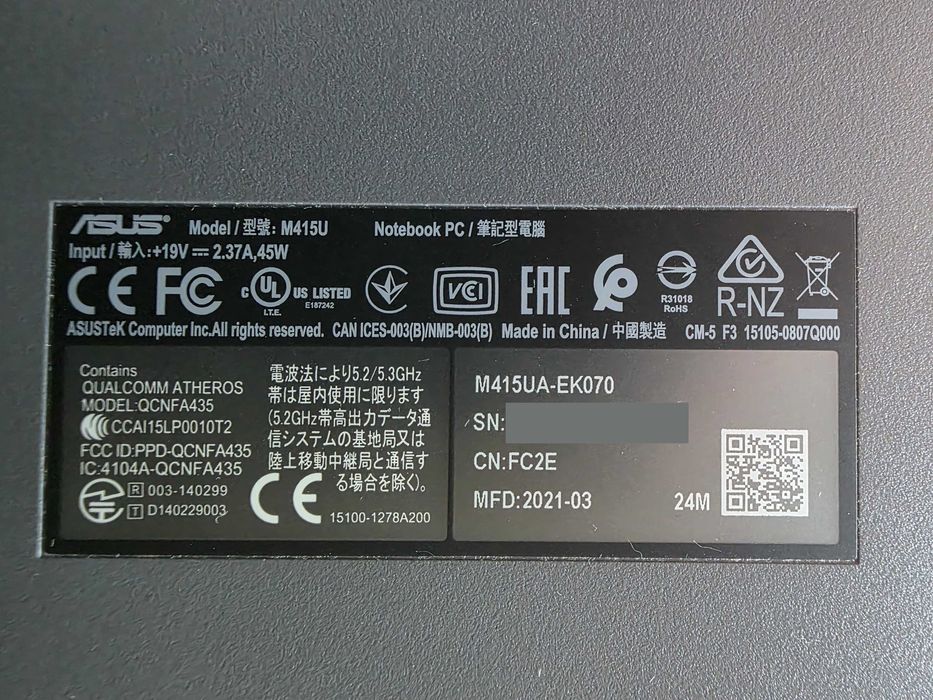 ASUS® Model / 型號: M415U Notebook PC / 筆記型電腦
Input / 輸入:+19V⎓ 2.37A,45W
CE FC c UL US LISTED I.T.E. E187242 VCI EAC R31018 RoHS R-NZ
ASUSTeK Computer Inc.All rights reserved. CAN ICES-003(B)/NMB-003(B) Made in China / 中國製造 CM-5 F3 15105-0807Q000
Contains
QUALCOMM ATHEROS
MODEL:QCNFA435
CCAI15LP0010T2
FCC ID:PPD-QCNFA435
IC:4104A-QCNFA435
R 003-140299
T D140229003
電波法により5.2/5.3GHz
帯は屋内使用に限ります
(5.2GHz帯高出力データ通
信システムの基地局又は
陸上移動中継局と通信す
る場合を除く)。
CE 15100-1278A200
M415UA-EK070
SN:
CN:FC2E
MFD:2021-03 24M